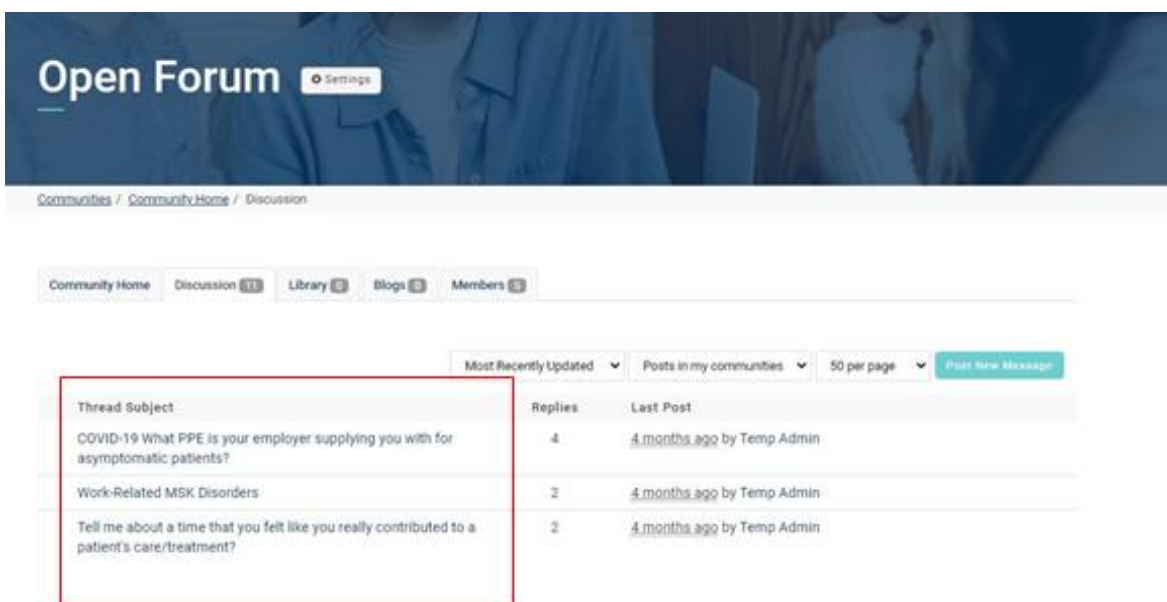 Open Forum Settings
Communities / Community Home / Discussion
Community Home Discussion 11 Library 0 Blogs 0 Members 5
Most Recently Updated Posts in my communities 50 per page Post New Message
Thread Subject Replies Last Post
COVID-19 What PPE is your employer supplying you with for 4 4 months ago by Temp Admin
asymptomatic patients?
Work-Related MSK Disorders 2 4 months ago by Temp Admin
Tell me about a time that you felt like you really contributed to a 2 4 months ago by Temp Admin
patient's care/treatment?